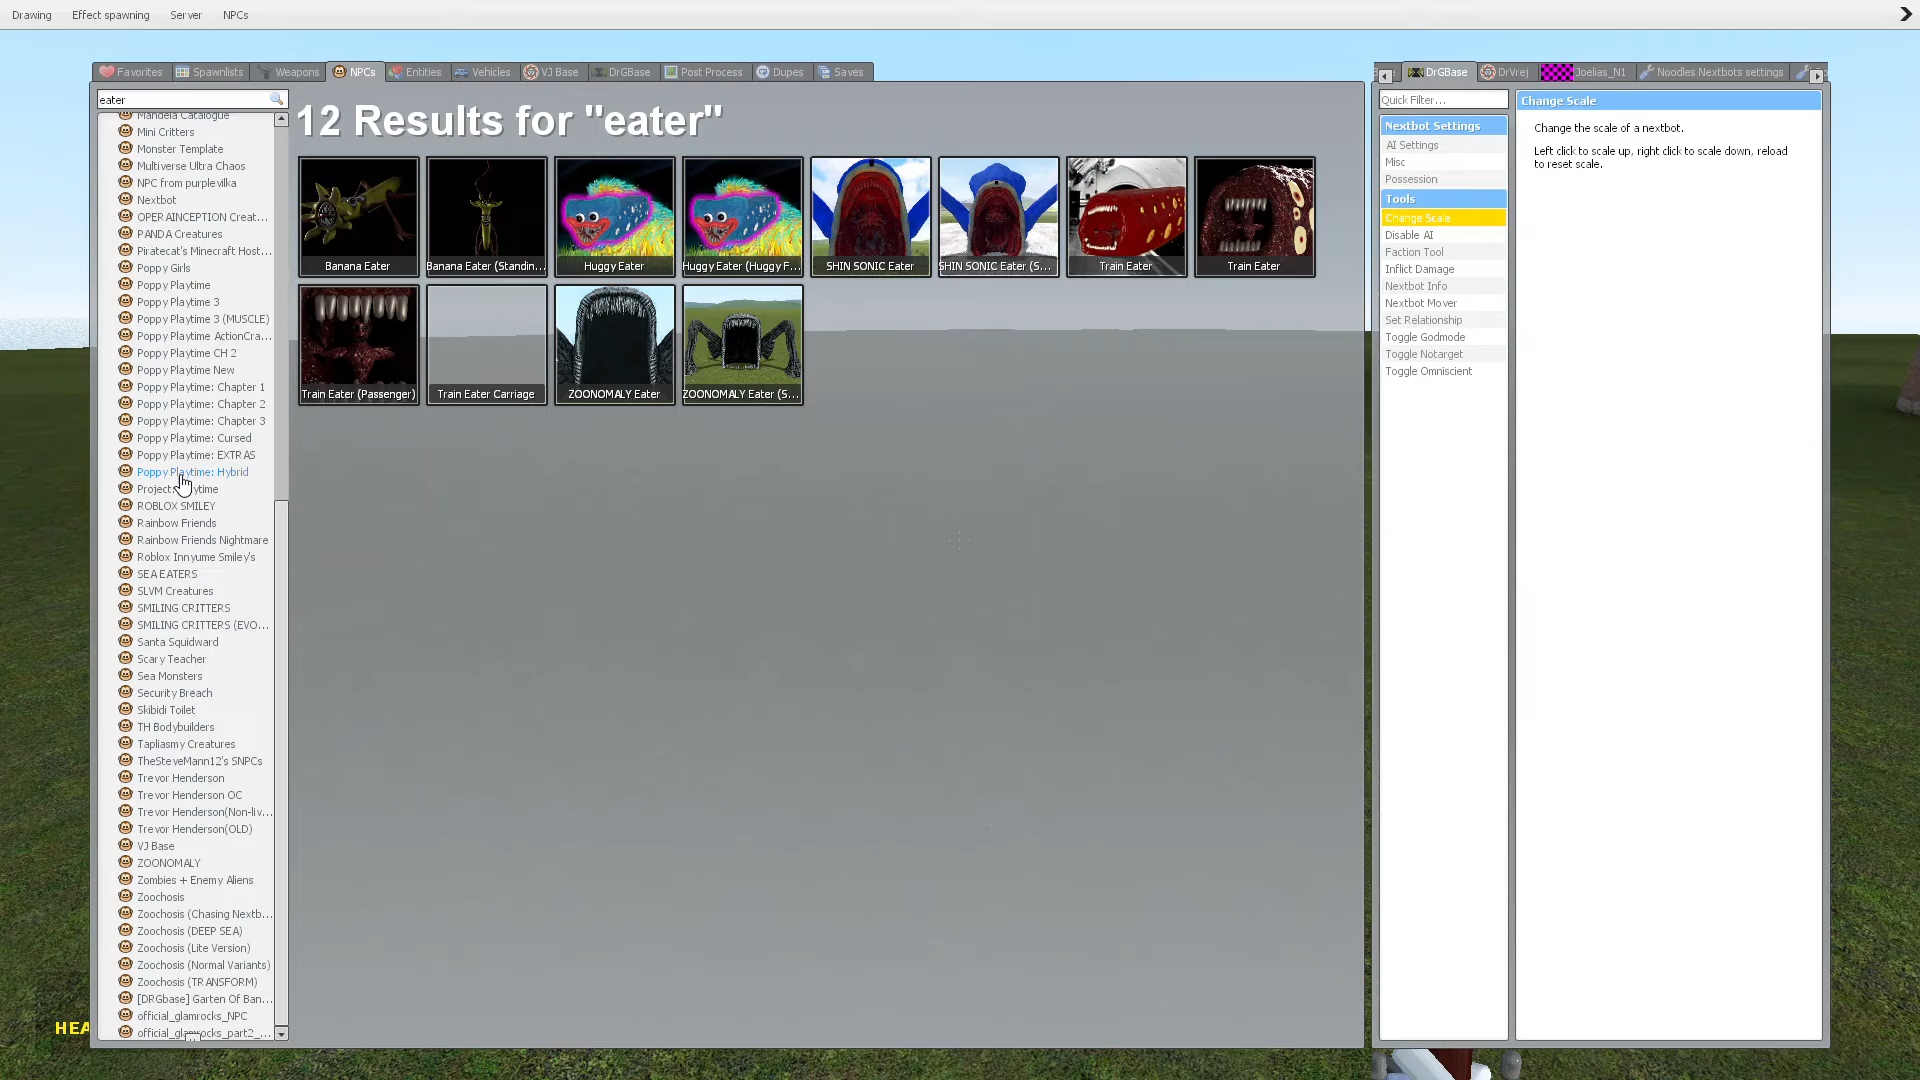 Drawing Effect spawning Server NPCs
Favorites Spawnlists Weapons NPCs Entities Vehicles VJ Base DrGBase Post Process Dupes Saves
eater
12 Results for "eater"
Mandela Catalogue
Mini Critters
Monster Template
Multiverse Ultra Chaos
NPC from purplevilka
Nextbot
OPERAINCEPTION Creat...
PANDA Creatures
Piratecat's Minecraft Host...
Poppy Girls
Poppy Playtime
Poppy Playtime 3
Poppy Playtime 3 (MUSCLE)
Poppy Playtime ActionCra...
Poppy Playtime CH 2
Poppy Playtime New
Poppy Playtime: Chapter 1
Poppy Playtime: Chapter 2
Poppy Playtime: Chapter 3
Poppy Playtime: Cursed
Poppy Playtime: EXTRAS
Poppy Playtime: Hybrid
ROBLOX SMILEY
Rainbow Friends
Rainbow Friends Nightmare
Roblox Innyume Smiley's
SEA EATERS
SLVM Creatures
SMILING CRITTERS
SMILING CRITTERS (EVO...
Santa Squidward
Scary Teacher
Sea Monsters
Security Breach
Skibidi Toilet
TH Bodybuilders
Tapliasmy Creatures
TheSteveMann12's SNPCs
Trevor Henderson
Trevor Henderson OC
Trevor Henderson(Non-liv...
Trevor Henderson(OLD)
VJ Base
ZOONOMALY
Zombies + Enemy Aliens
Zoochosis
Zoochosis (Chasing Nextb...
Zoochosis (DEEP SEA)
Zoochosis (Lite Version)
Zoochosis (Normal Variants)
Zoochosis (TRANSFORM)
[DRGbase] Garten Of Ban...
official_glamrocks_NPC
official_glamrocks_part2_...
Banana Eater
Banana Eater (Standin...
Huggy Eater
Huggy Eater (Huggy F...
SHIN SONIC Eater
SHIN SONIC Eater (S...
Train Eater
Train Eater
Train Eater (Passenger)
Train Eater Carriage
ZOONOMALY Eater
ZOONOMALY Eater (S...
HEA
DrGBase DrVrej Joelias_N1 Noodles Nextbots settings
Quick Filter...
Nextbot Settings
AI Settings
Misc
Possession
Tools
Change Scale
Disable AI
Faction Tool
Inflict Damage
Nextbot Info
Nextbot Mover
Set Relationship
Toggle Godmode
Toggle Notarget
Toggle Omniscient
Change Scale
Change the scale of a nextbot.
Left click to scale up, right click to scale down, reload
to reset scale.